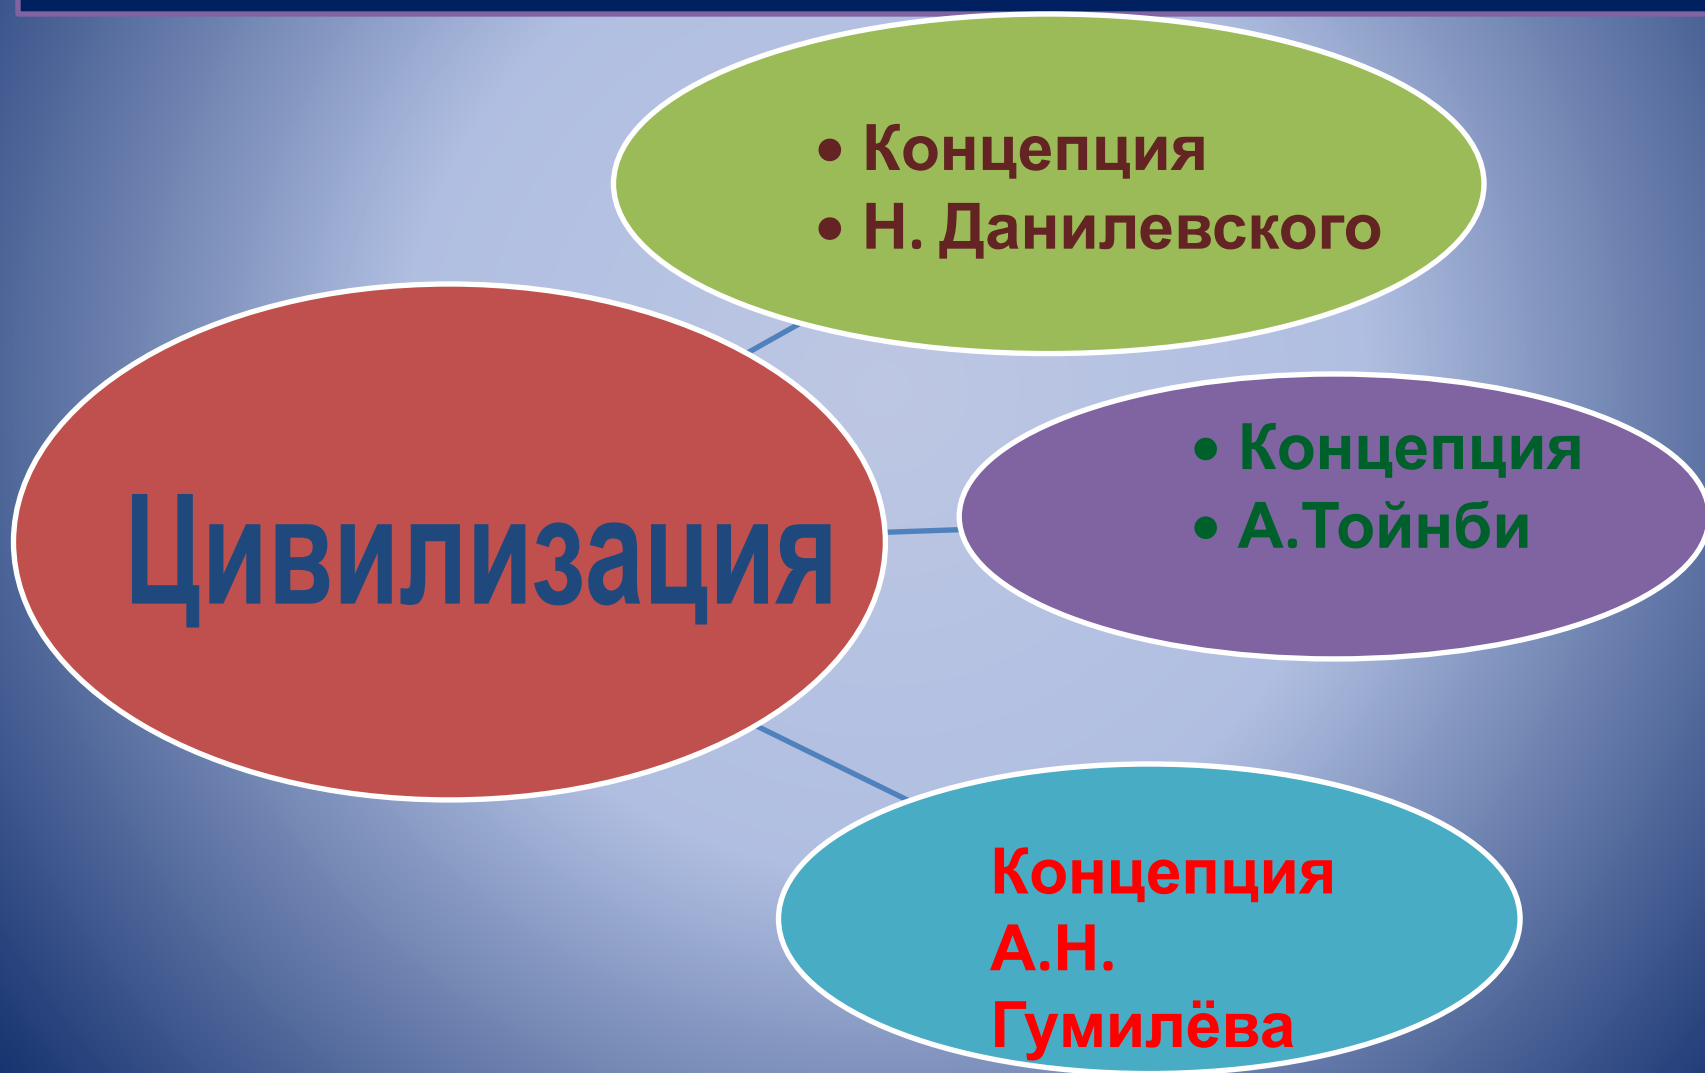 • Концепция
• Н. Данилевского
Цивилизация
• Концепция
• А.Тойнби
Концепция
А.Н.
Гумилёва